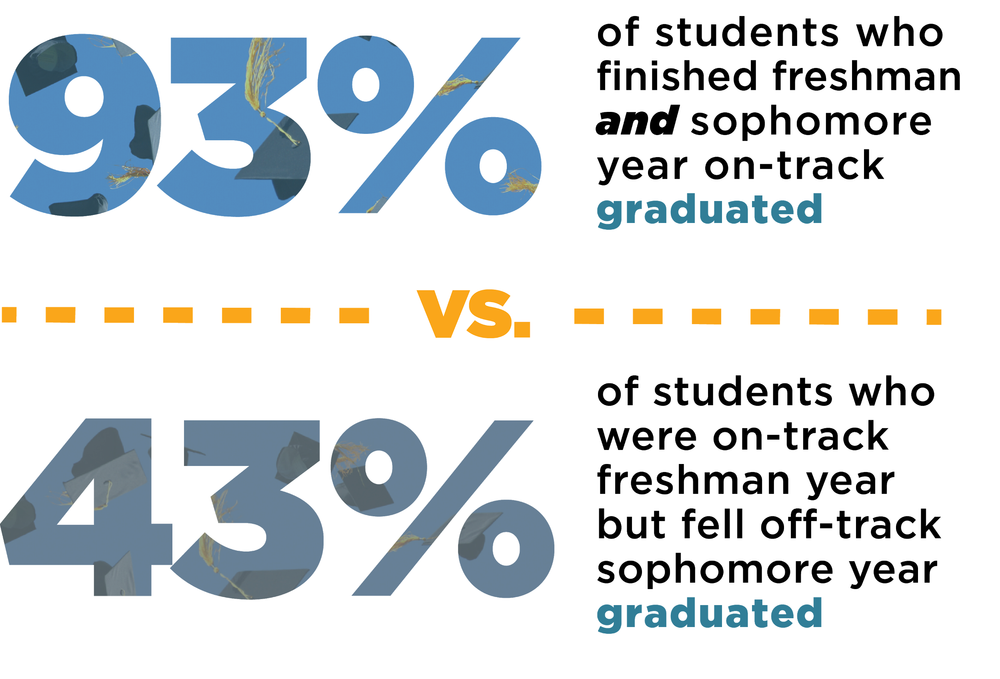 93%
of students who
finished freshman
and sophomore
year on-track
graduated
vs.
43%
of students who
were on-track
freshman year
but fell off-track
sophomore year
graduated